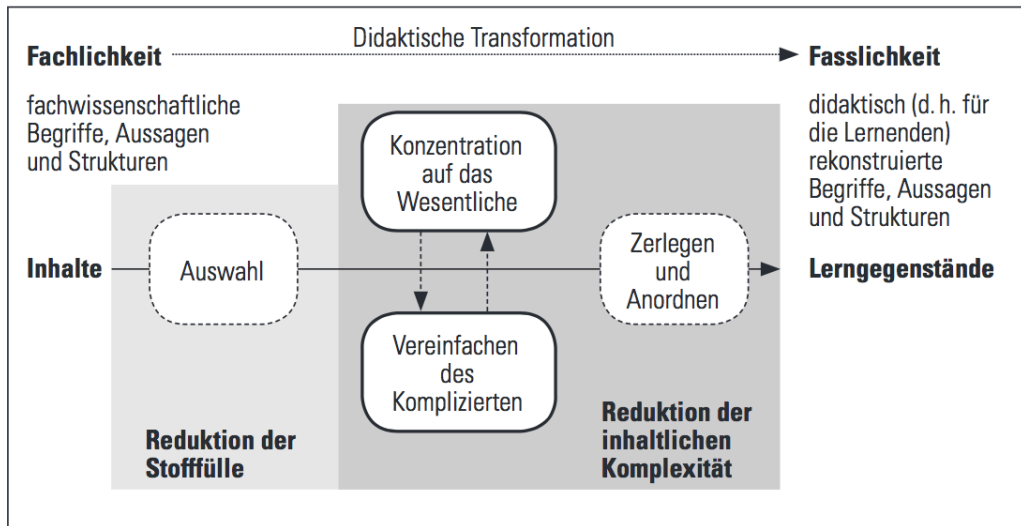 Didaktische Transformation
Fachlichkeit
Fasslichkeit
fachwissenschaftliche
Begriffe, Aussagen
und Strukturen
didaktisch (d. h. für
die Lernenden)
rekonstruierte
Begriffe, Aussagen
und Strukturen
Konzentration
auf das
Wesentliche
Inhalte
Auswahl
Zerlegen
und
Anordnen
Lerngegenstände
Vereinfachen
des
Komplizierten
Reduktion der
Stofffülle
Reduktion der
inhaltlichen
Komplexität